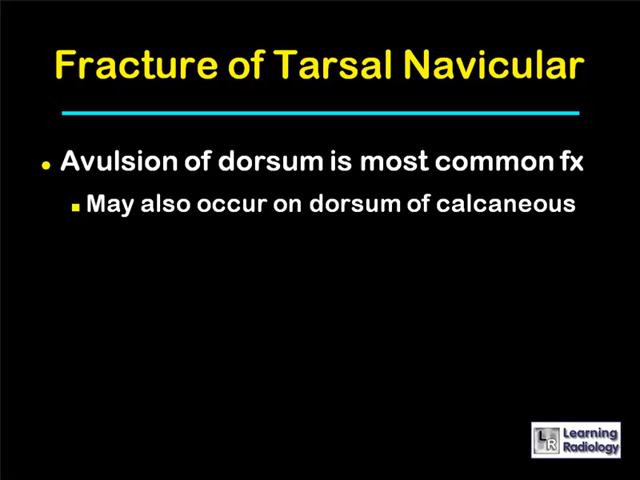 Fracture of Tarsal Navicular
Avulsion of dorsum is most common fx
May also occur on dorsum of calcaneous
LR
Learning
Radiology